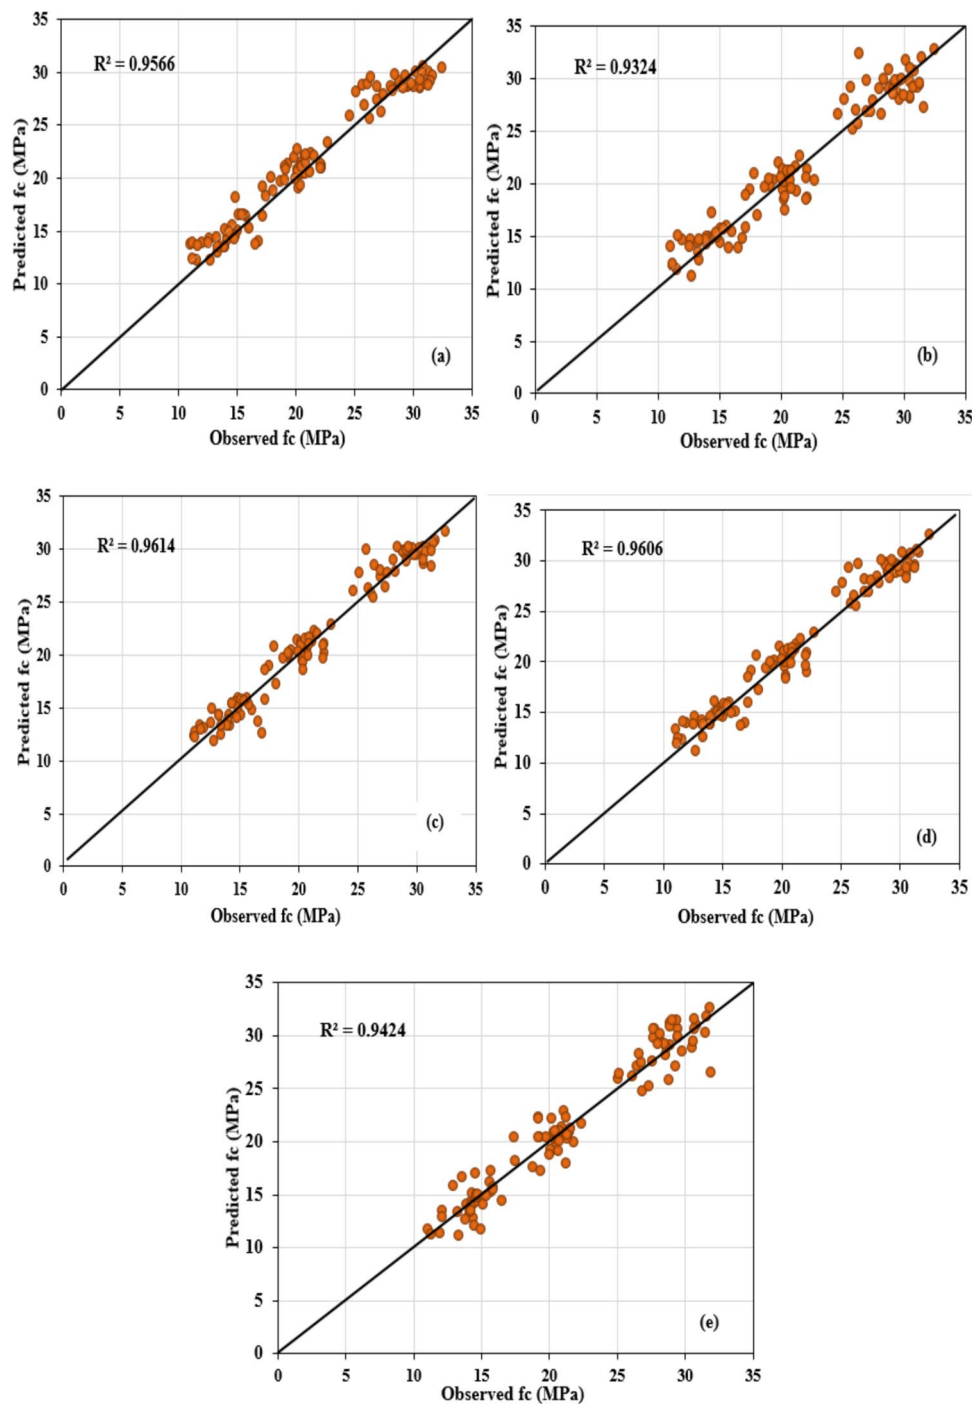 35
30
25
20
15
10
5
0
Predicted fc (MPa)
R² = 0.9566
(a)
0 5 10 15 20 25 30 35
Observed fc (MPa)
35
30
25
20
15
10
5
0
Predicted fc (MPa)
R² = 0.9324
(b)
0 5 10 15 20 25 30 35
Observed fc (MPa)
35
30
25
20
15
10
5
0
Predicted fc (MPa)
R² = 0.9614
(c)
0 5 10 15 20 25 30 35
Observed fc (MPa)
35
30
25
20
15
10
5
0
Predicted fc (MPa)
R² = 0.9606
(d)
0 5 10 15 20 25 30 35
Observed fc (MPa)
35
30
25
20
15
10
5
0
Predicted fc (MPa)
R² = 0.9424
(e)
0 5 10 15 20 25 30 35
Observed fc (MPa)